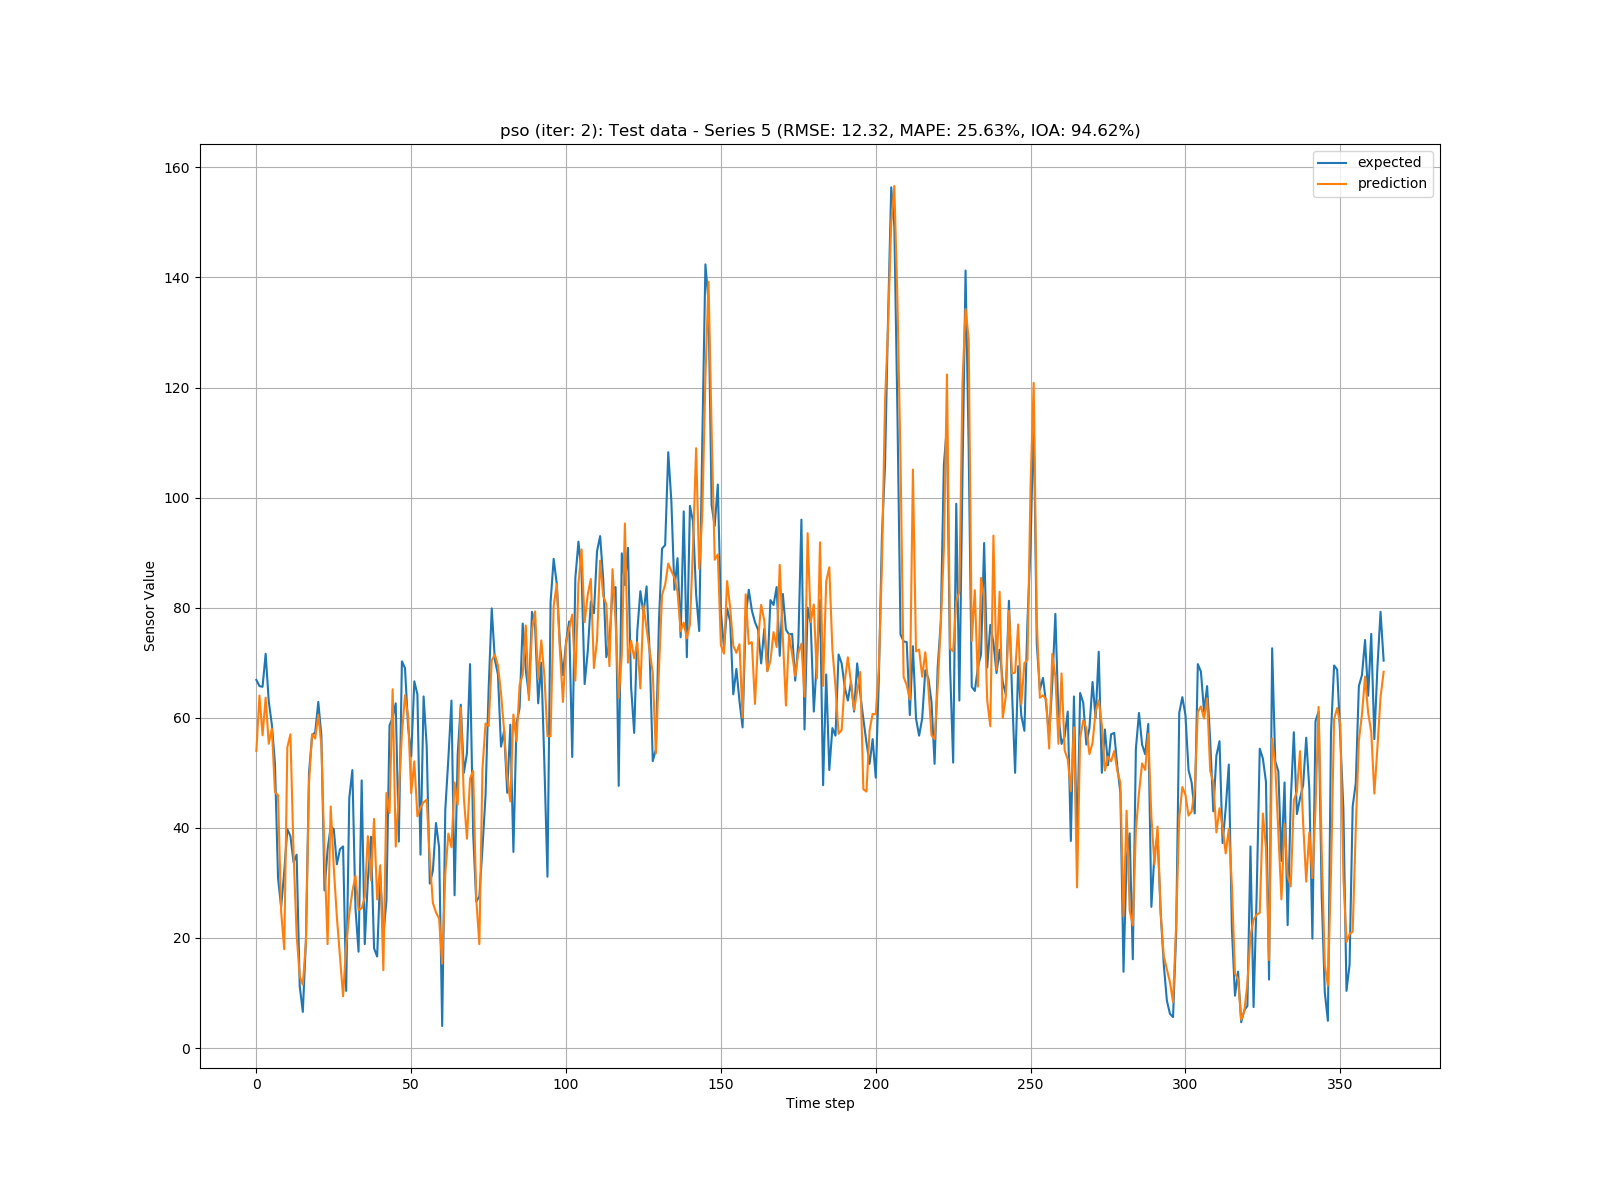 pso (iter: 2): Test data - Series 5 (RMSE: 12.32, MAPE: 25.63%, IOA: 94.62%)
expected
prediction
160
140
120
100
80
60
40
20
0
Sensor Value
0 50 100 150 200 250 300 350
Time step